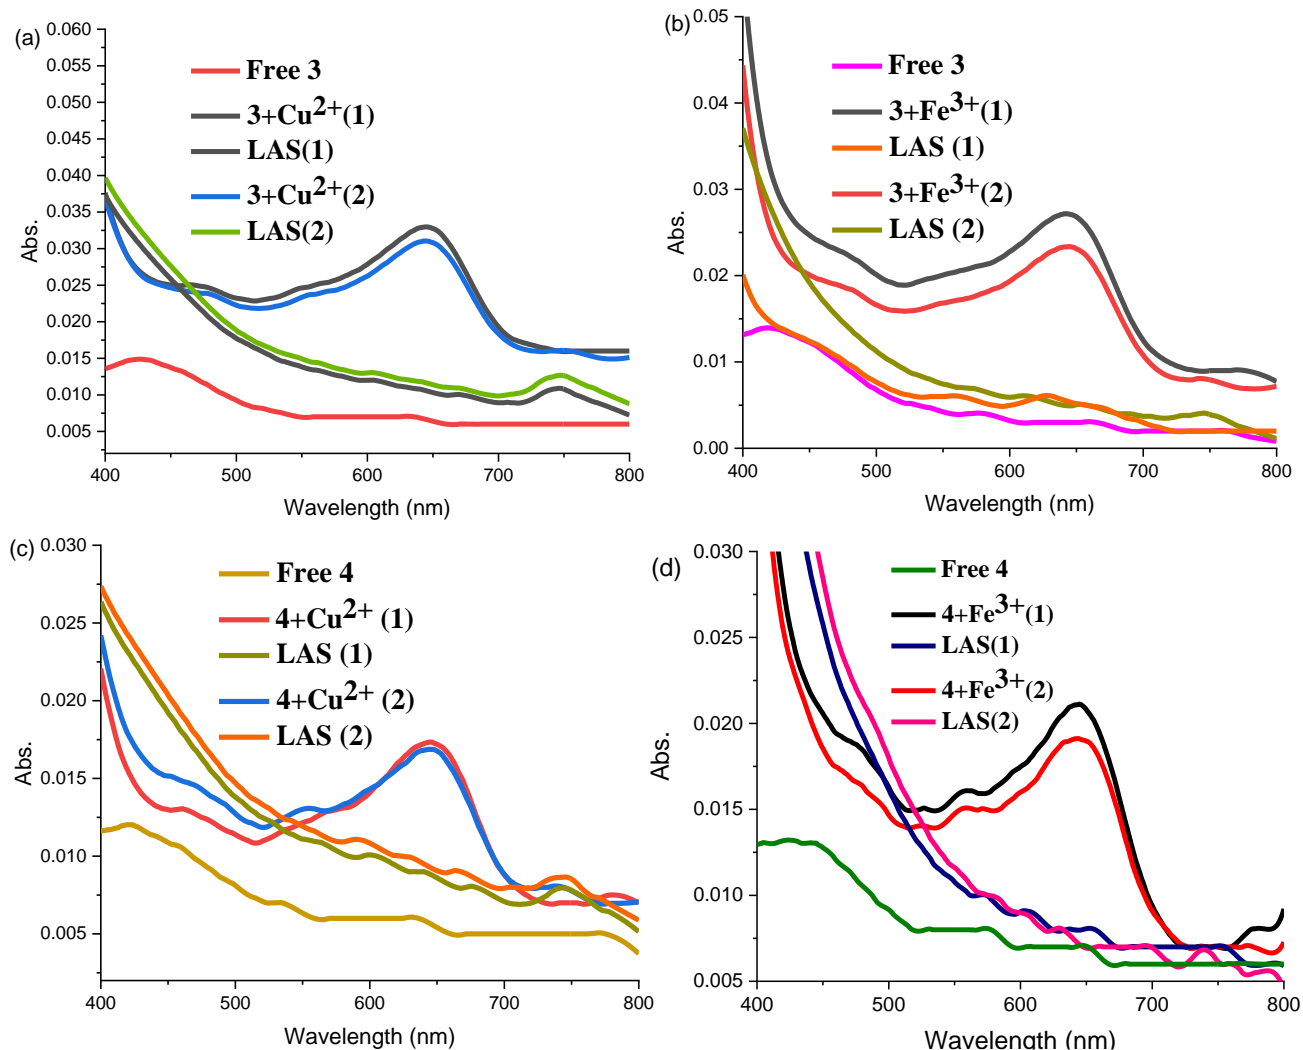 (a)
0.060
0.055
0.050
0.045
0.040
0.035
0.030
0.025
0.020
0.015
0.010
0.005
Abs.
Free 3
3+Cu²⁺(1)
LAS(1)
3+Cu²⁺(2)
LAS(2)
400 500 600 700 800
Wavelength (nm)
(b)
0.05
0.04
0.03
0.02
0.01
0.00
Abs.
Free 3
3+Fe³⁺(1)
LAS (1)
3+Fe³⁺(2)
LAS (2)
400 500 600 700 800
Wavelength (nm)
(c)
0.030
0.025
0.020
0.015
0.010
0.005
Abs.
Free 4
4+Cu²⁺ (1)
LAS (1)
4+Cu²⁺ (2)
LAS (2)
400 500 600 700 800
Wavelength (nm)
(d)
0.030
0.025
0.020
0.015
0.010
0.005
Abs.
Free 4
4+Fe³⁺(1)
LAS(1)
4+Fe³⁺(2)
LAS(2)
400 500 600 700 800
Wavelength (nm)